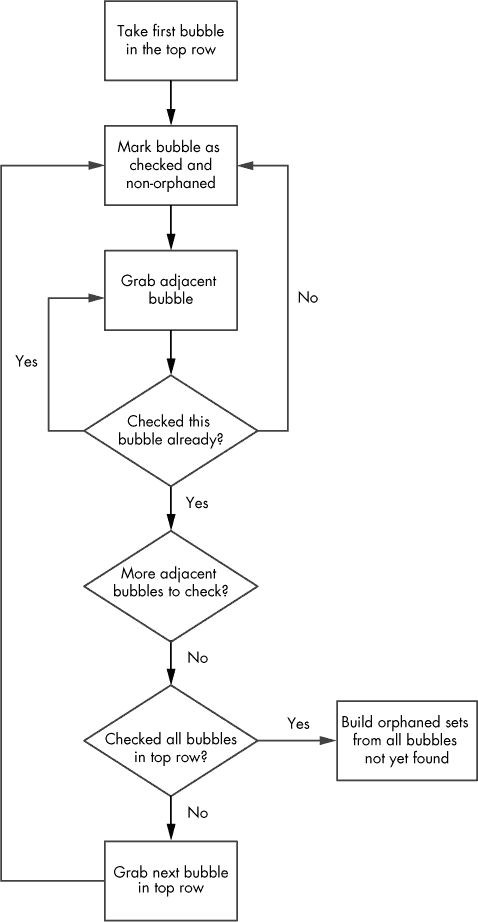 Take first bubble
in the top row
Mark bubble as
checked and
non-orphaned
Grab adjacent
bubble
No
Yes
Checked this
bubble already?
Yes
More adjacent
bubbles to check?
No
Checked all bubbles
in top row?
Yes
Build orphaned sets
from all bubbles
not yet found
No
Grab next bubble
in top row